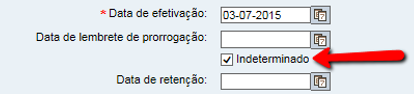 * Data de efetivação: 03-07-2015
Data de lembrete de prorrogação:
Indeterminado
Data de retenção: